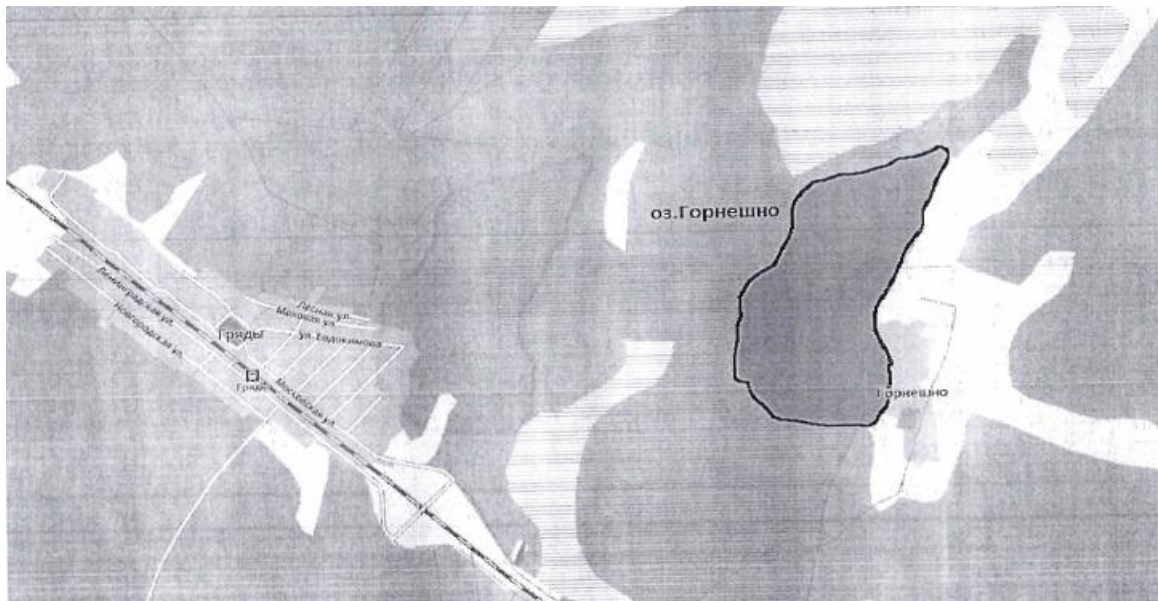 оз.Горнешно
Ленинградская ул.
Новгородская ул.
Лесная ул.
Моховая ул.
Гряды
ул. Евдокимова
Гряды
Московская ул.
Горнешно